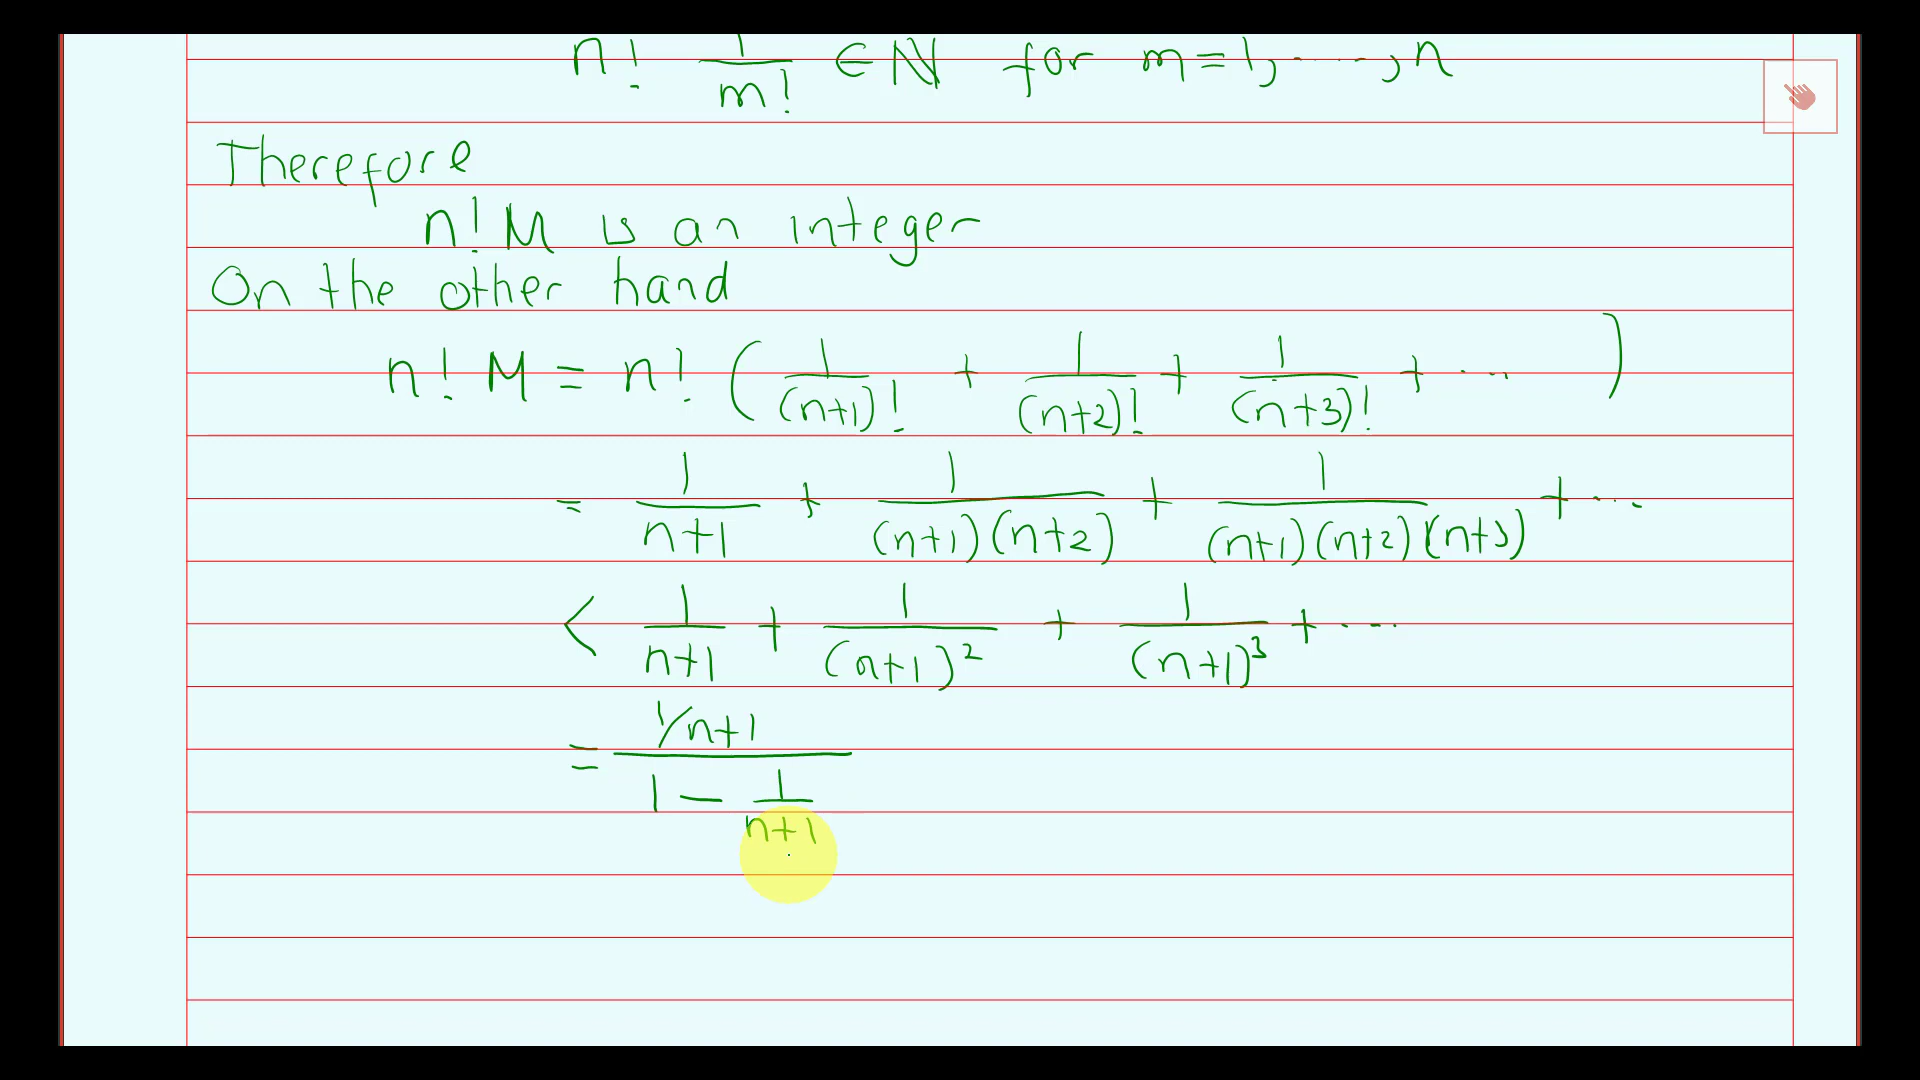 n! 1/m! ∈ ℕ for m=1,....,n
Therefore
n! M is an integer
On the other hand
n! M = n! ( 1/(n+1)! + 1/(n+2)! + 1/(n+3)! + ... )
= 1/(n+1) + 1/((n+1)(n+2)) + 1/((n+1)(n+2)(n+3)) + ...
< 1/(n+1) + 1/(n+1)² + 1/(n+1)³ + ....
= (1/n+1)/(1 - 1/(n+1))